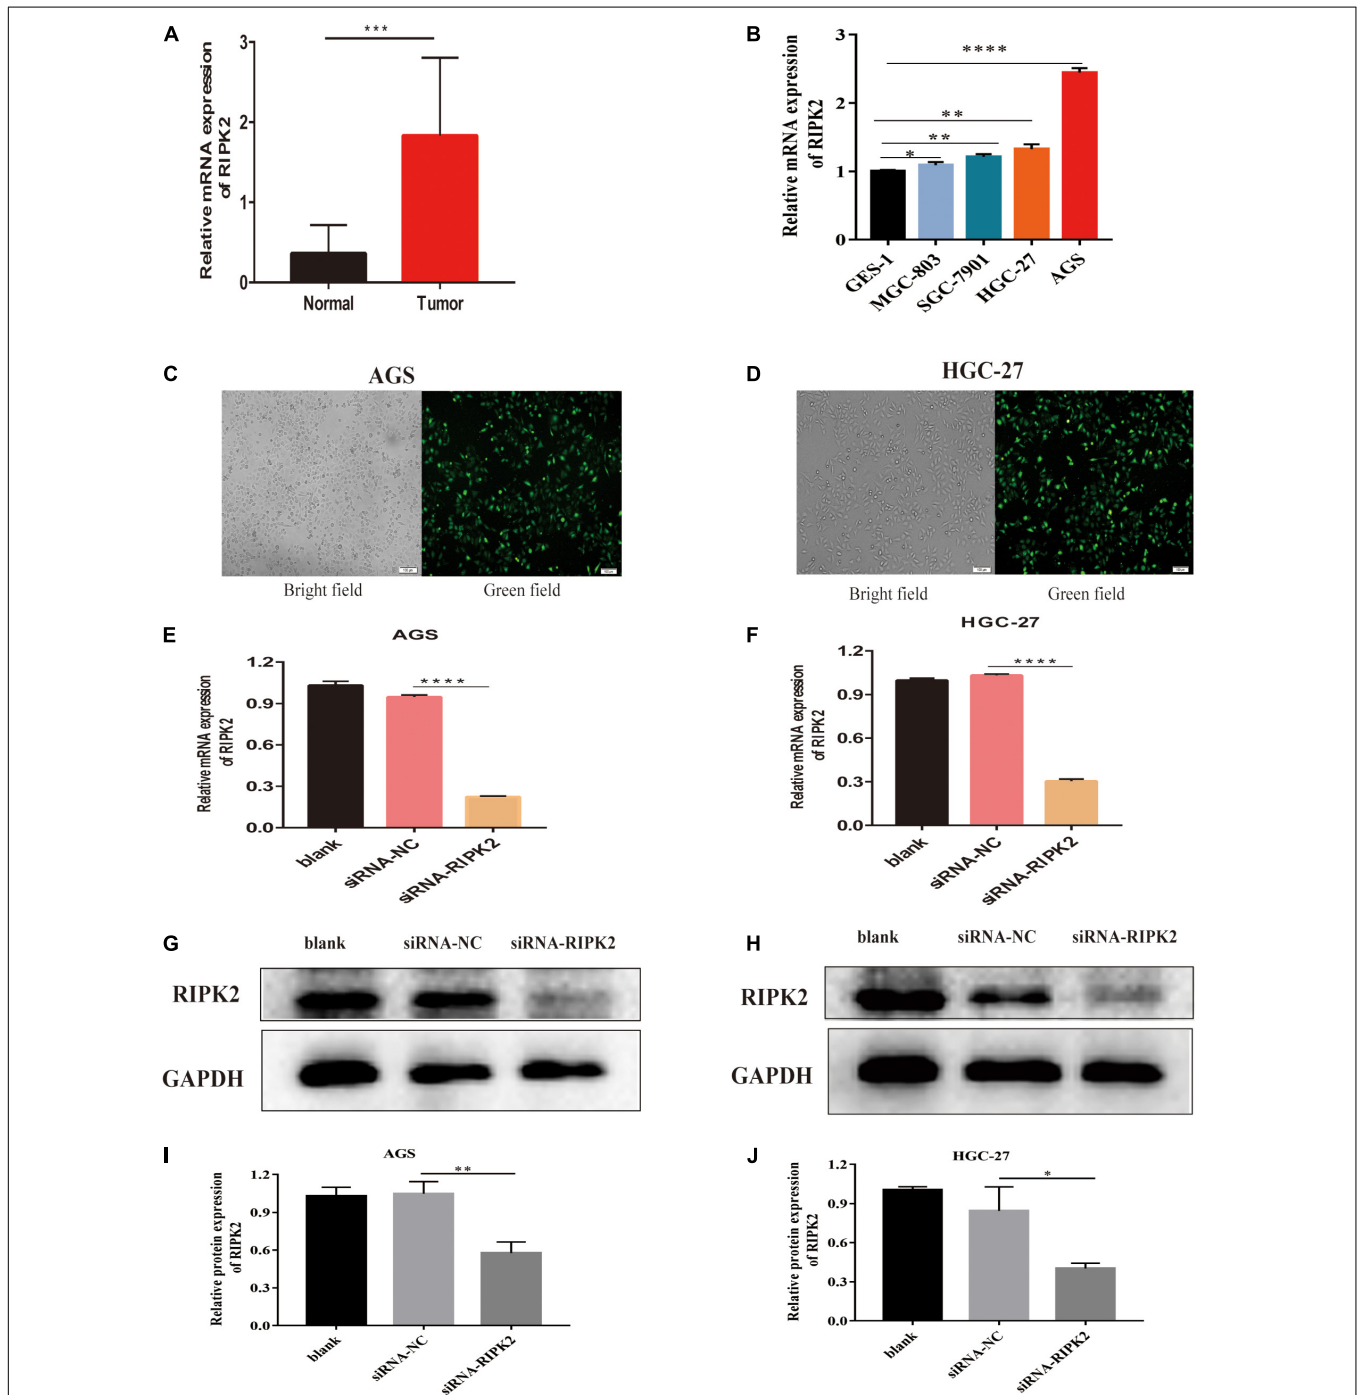 A
Relative mRNA expression
of RIPK2
3
2
1
0
***
Normal
Tumor
B
Relative mRNA expression
of RIPK2
3
2
1
0
****
**
**
*
GES-1
MGC-803
SGC-7901
HGC-27
AGS
C
AGS
Bright field
Green field
D
HGC-27
Bright field
Green field
E
AGS
Relative mRNA expression
of RIPK2
1.2
0.9
0.6
0.3
0.0
****
blank
siRNA-NC
siRNA-RIPK2
F
HGC-27
Relative mRNA expression
of RIPK2
1.2
0.9
0.6
0.3
0.0
****
blank
siRNA-NC
siRNA-RIPK2
G
blank siRNA-NC siRNA-RIPK2
RIPK2
GAPDH
H
blank siRNA-NC siRNA-RIPK2
RIPK2
GAPDH
I
AGS
Relative protein expression
of RIPK2
1.2
0.9
0.6
0.3
0.0
**
blank
siRNA-NC
siRNA-RIPK2
J
HGC-27
Relative protein expression
of RIPK2
1.2
0.9
0.6
0.3
0.0
*
blank
siRNA-NC
siRNA-RIPK2